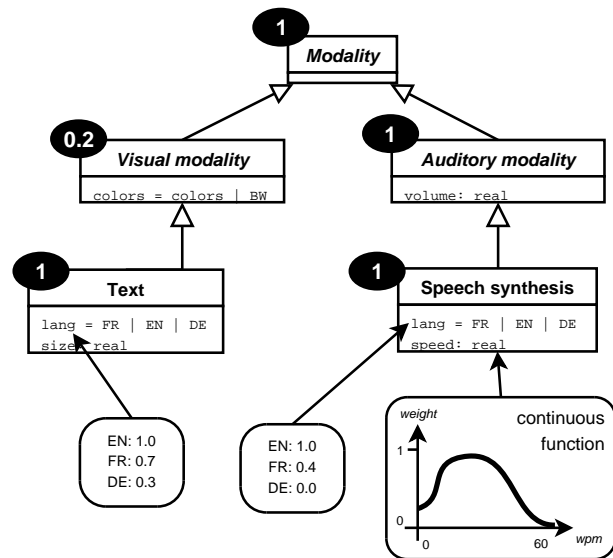 1
Modality
0.2
Visual modality
colors = colors | BW
1
Auditory modality
volume: real
1
Text
lang = FR | EN | DE
size: real
1
Speech synthesis
lang = FR | EN | DE
speed: real
EN: 1.0
FR: 0.7
DE: 0.3
EN: 1.0
FR: 0.4
DE: 0.0
weight
continuous
function
1
0
0
60
wpm